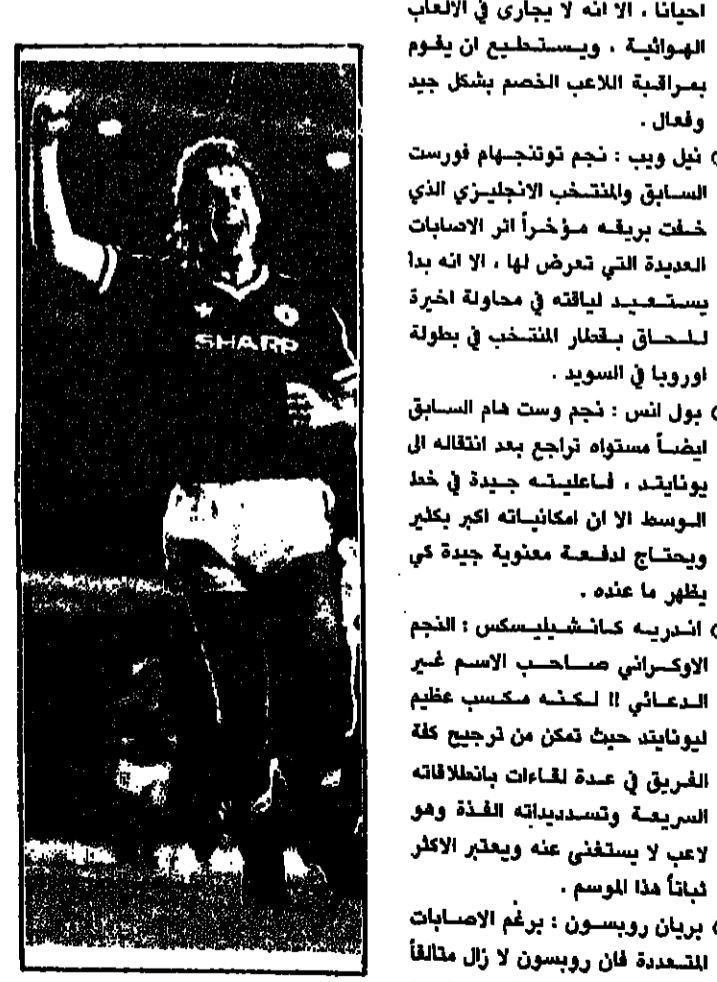 احياناً ، الا انه لا يجارى في الالعاب
الهوائية ، ويستطيع ان يقوم
بمراقبة اللاعب الخصم بشكل جيد
وفعال .
نيل ويب : نجم توتنجهام فورست
السابق والمنتخب الانجليزي الذي
خفت بريقه مؤخراً اثر الاصابات
العديدة التي تعرض لها ، الا انه بدأ
يستعيد لياقته في محاولة اخيرة
للحاق بقطار المنتخب في بطولة
اوروبا في السويد .
بول انس : نجم وست هام السابق
ايضاً مستواه تراجع بعد انتقاله الى
يونايتد ، فاعليته جيدة في خط
الوسط الا ان امكانياته اكبر بكثير
ويحتاج لدفعة معنوية جيدة كي
يظهر ما عنده .
اندريه كانشيليسكس : النجم
الاوكراني صاحب الاسم غير
الدعائي !! لكنه مكسب عظيم
ليونايتد حيث تمكن من ترجيح كفة
الفريق في عدة لقاءات بانطلاقاته
السريعة وتسديداته الفذة وهو
لاعب لا يستغنى عنه ويعتبر الاكثر
ثباتاً هذا الموسم .
بريان روبسون : برغم الاصابات
المتعددة فان روبسون لا زال متالقاً
SHARP